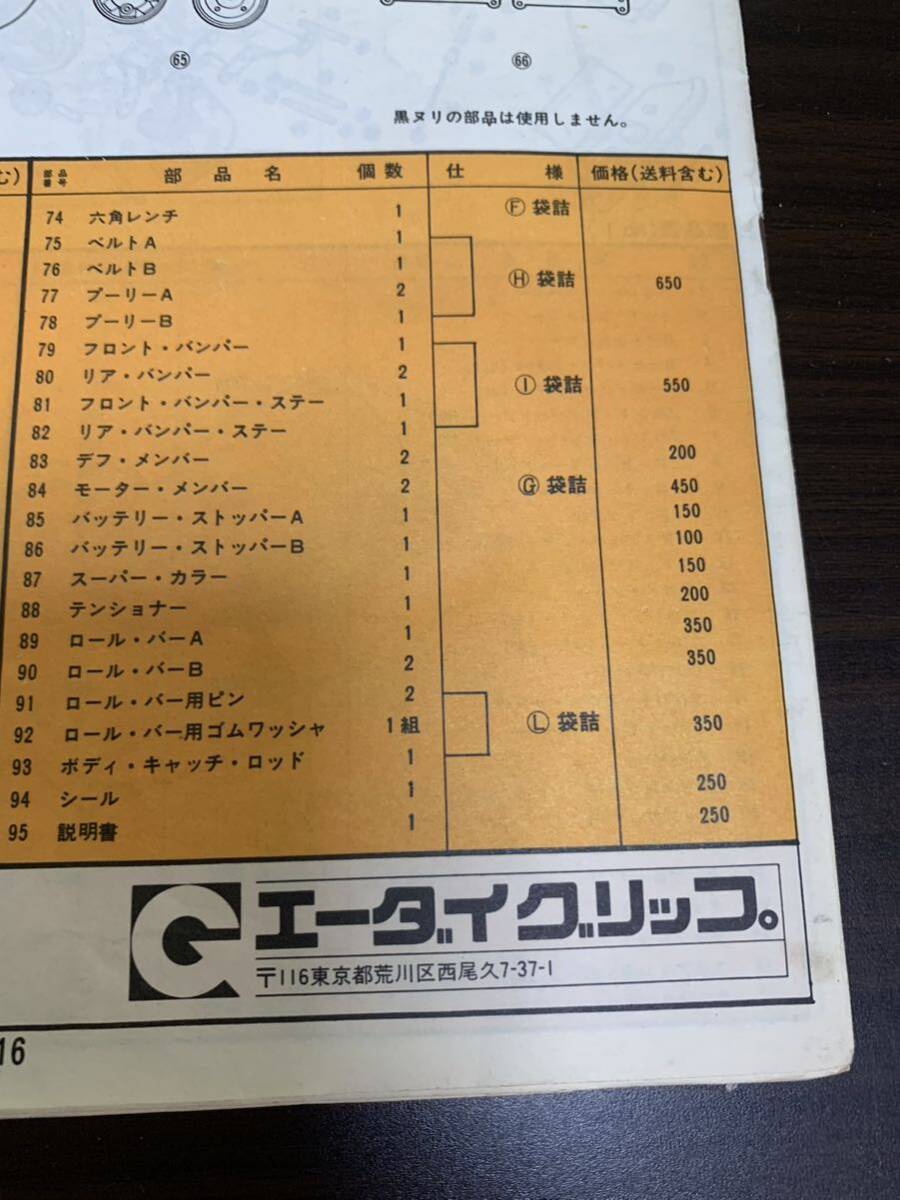 65
66
黒ヌリの部品は使用しません。
む) 部品番号 部品名 個数 仕様 価格(送料含む)
74 六角レンチ 1 Ⓕ 袋詰
75 ベルトA 1
76 ベルトB 1 Ⓗ 袋詰 650
77 プーリーA 2
78 プーリーB 1
79 フロント・バンパー 1
80 リア・バンパー 2 Ⓘ 袋詰 550
81 フロント・バンパー・ステー 1
82 リア・バンパー・ステー 1
83 デフ・メンバー 2 200
84 モーター・メンバー 2 Ⓖ 袋詰 450
85 バッテリー・ストッパーA 1 150
86 バッテリー・ストッパーB 1 100
87 スーパー・カラー 1 150
88 テンショナー 1 200
89 ロール・バーA 1 350
90 ロール・バーB 2 350
91 ロール・バー用ピン 2
92 ロール・バー用ゴムワッシャ 1組 Ⓛ 袋詰 350
93 ボディ・キャッチ・ロッド 1
94 シール 1 250
95 説明書 1 250
エーダイグリップ。
〒116東京都荒川区西尾久7-37-1
16